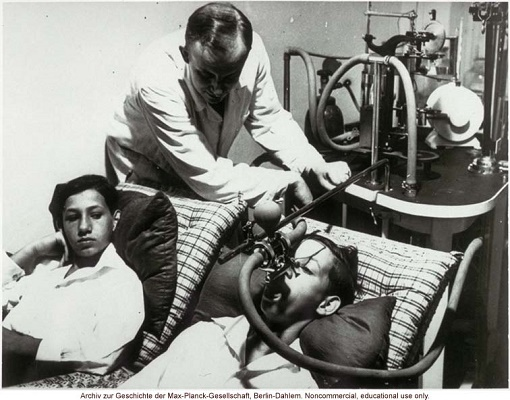 Archiv zur Geschichte der Max-Planck-Gesellschaft, Berlin-Dahlem. Noncommercial, educational use only.